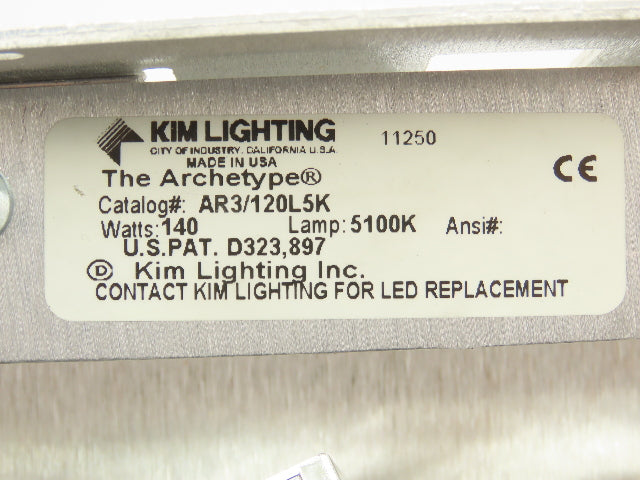 KIM LIGHTING 11250
CITY OF INDUSTRY, CALIFORNIA U.S.A.
MADE IN USA
CE
The Archetype®
Catalog#: AR3/120L5K
Watts: 140 Lamp: 5100K Ansi#:
U.S.PAT. D323,897
Ⓓ Kim Lighting Inc.
CONTACT KIM LIGHTING FOR LED REPLACEMENT